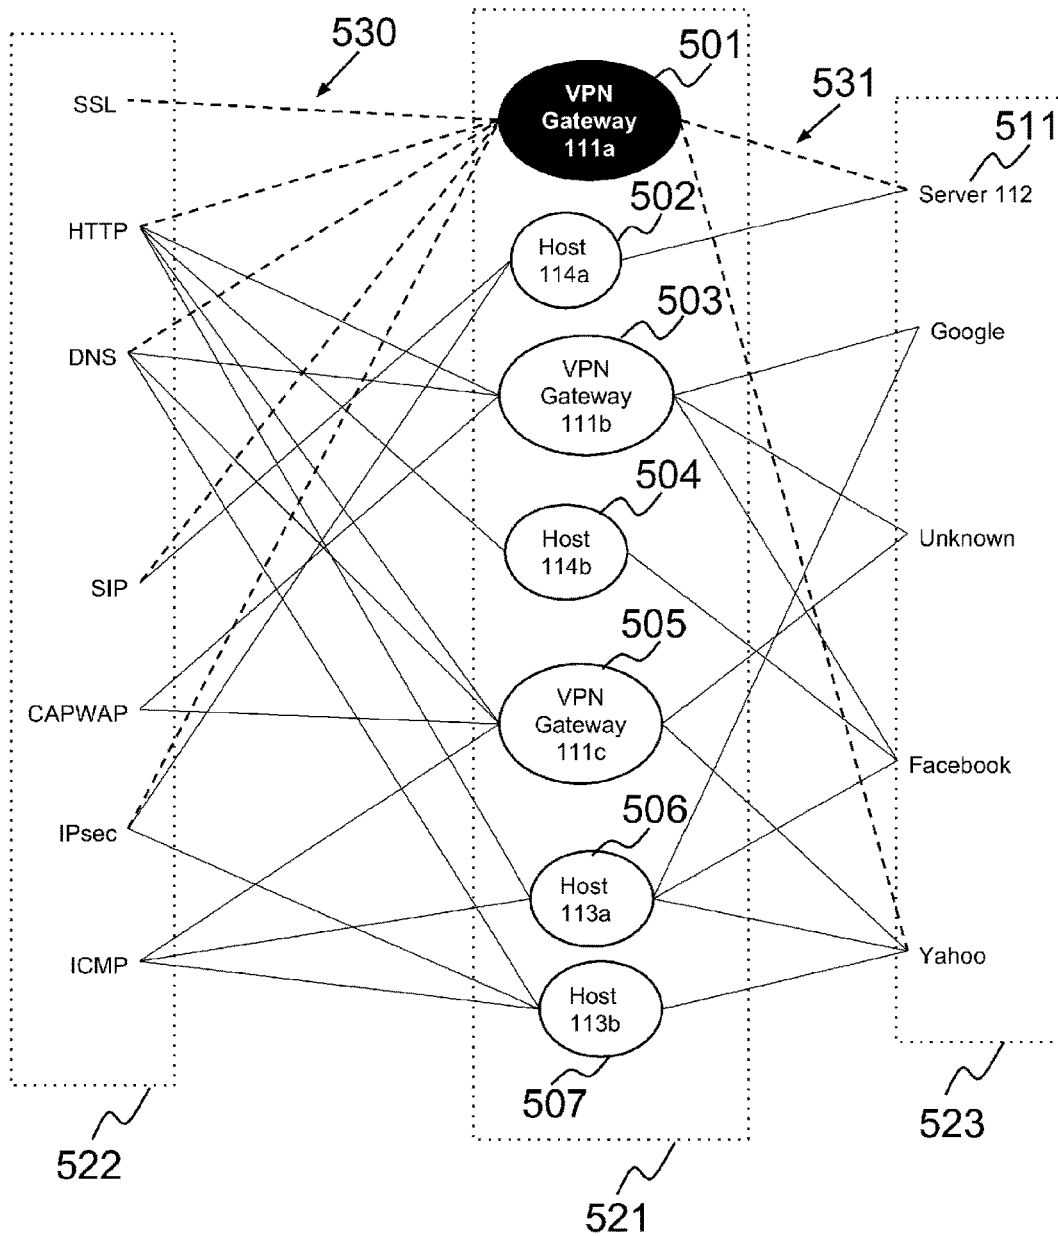 530
501
SSL
VPN
Gateway
111a
531
511
Server 112
502
HTTP
Host
114a
503
Google
DNS
VPN
Gateway
111b
504
Unknown
Host
114b
SIP
505
CAPWAP
VPN
Gateway
111c
Facebook
506
IPsec
Host
113a
ICMP
Yahoo
Host
113b
507
522
523
521